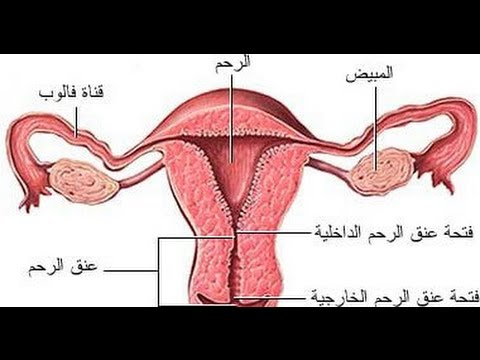 الرحم
المبيض
قناة فالوب
فتحة عنق الرحم الداخلية
عنق الرحم
فتحة عنق الرحم الخارجية